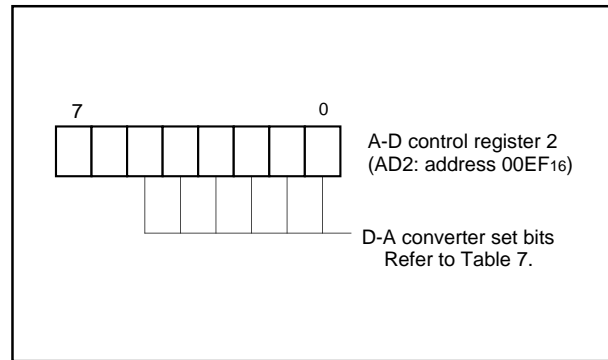 7 0
A-D control register 2
(AD2: address 00EF16)
D-A converter set bits
Refer to Table 7.